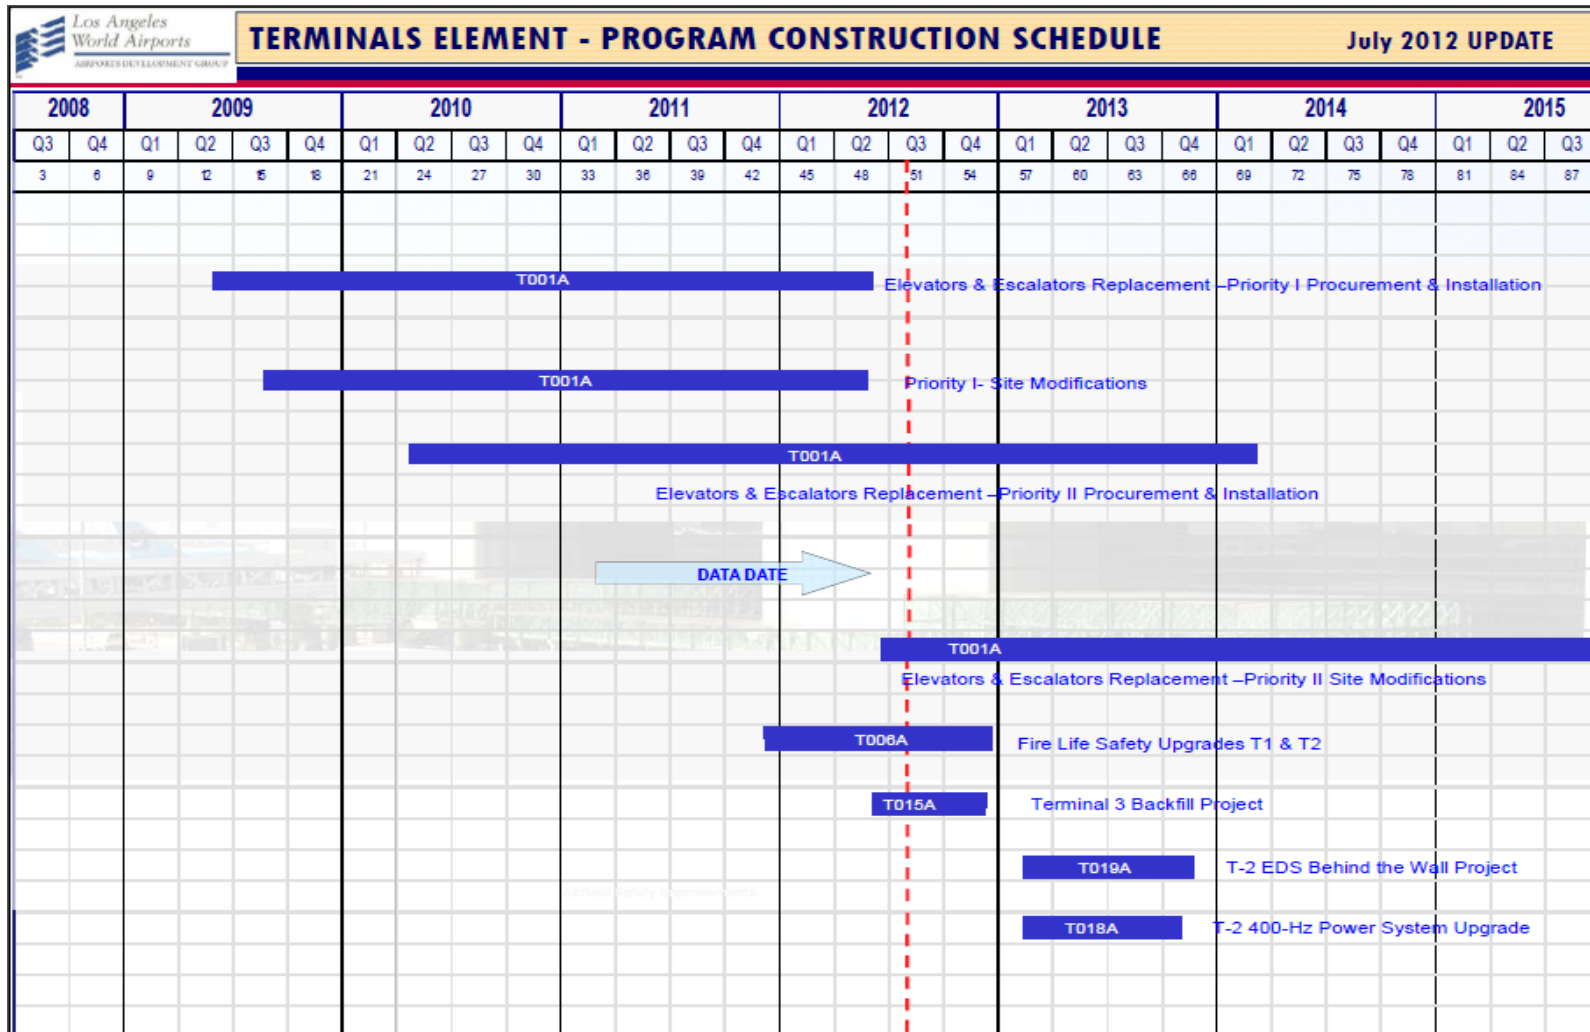 Los Angeles
World Airports
AIRPORTS DEVELOPMENT GROUP
TERMINALS ELEMENT - PROGRAM CONSTRUCTION SCHEDULE July 2012 UPDATE
2008 2009 2010 2011 2012 2013 2014 2015
Q3 Q4 Q1 Q2 Q3 Q4 Q1 Q2 Q3 Q4 Q1 Q2 Q3 Q4 Q1 Q2 Q3 Q4 Q1 Q2 Q3 Q4 Q1 Q2 Q3 Q4 Q1 Q2 Q3
3 6 9 12 15 18 21 24 27 30 33 36 39 42 45 48 51 54 57 60 63 66 69 72 75 78 81 84 87
T001A Elevators & Escalators Replacement –Priority I Procurement & Installation
T001A Priority I- Site Modifications
T001A
Elevators & Escalators Replacement –Priority II Procurement & Installation
DATA DATE
T001A
Elevators & Escalators Replacement –Priority II Site Modifications
T006A Fire Life Safety Upgrades T1 & T2
T015A Terminal 3 Backfill Project
T019A T-2 EDS Behind the Wall Project
T018A T-2 400-Hz Power System Upgrade